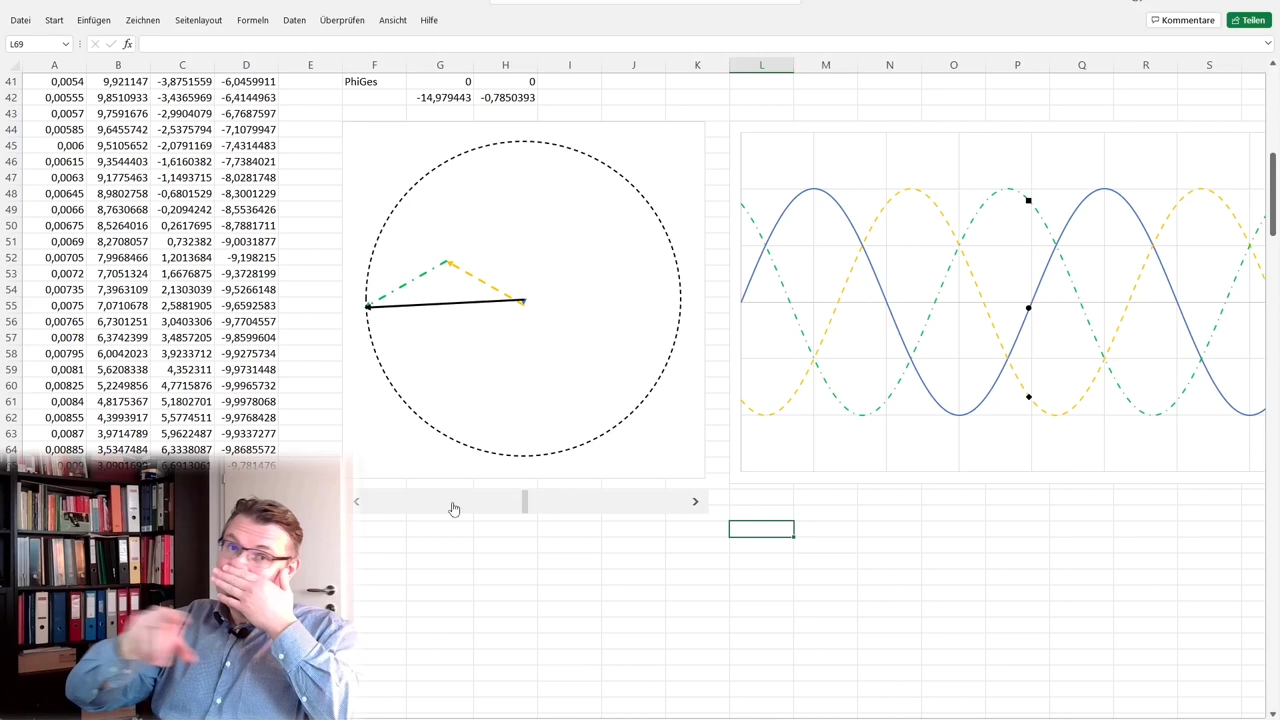 Datei Start Einfügen Zeichnen Seitenlayout Formeln Daten Überprüfen Ansicht Hilfe Kommentare Teilen
L69 fx
A B C D E F G H I J K L M N O P Q R S
41 0,0054 9,921147 -3,8751559 -6,0459911 PhiGes 0 0
42 0,00555 9,8510933 -3,4365969 -6,4144963 -14,979443 -0,7850393
43 0,0057 9,7591676 -2,9904079 -6,7687597
44 0,00585 9,6455742 -2,5375794 -7,1079947
45 0,006 9,5105652 -2,0791169 -7,4314483
46 0,00615 9,3544403 -1,6160382 -7,7384021
47 0,0063 9,1775463 -1,1493715 -8,0281748
48 0,00645 8,9802758 -0,6801529 -8,3001229
49 0,0066 8,7630668 -0,2094242 -8,5536426
50 0,00675 8,5264016 0,2617695 -8,7881711
51 0,0069 8,2708057 0,732382 -9,0031877
52 0,00705 7,9968466 1,2013684 -9,198215
53 0,0072 7,7051324 1,6676875 -9,3728199
54 0,00735 7,3963109 2,1303039 -9,5266148
55 0,0075 7,0710678 2,5881905 -9,6592583
56 0,00765 6,7301251 3,0403306 -9,7704557
57 0,0078 6,3742399 3,4857205 -9,8599604
58 0,00795 6,0042023 3,9233712 -9,9275734
59 0,0081 5,6208338 4,352311 -9,9731448
60 0,00825 5,2249856 4,7715876 -9,9965732
61 0,0084 4,8175367 5,1802701 -9,9978068
62 0,00855 4,3993917 5,5774511 -9,9768428
63 0,0087 3,9714789 5,9622487 -9,9337277
64 0,00885 3,5347484 6,3338087 -9,8685572
0,009 3,0901699 6,6913061 -9,781476